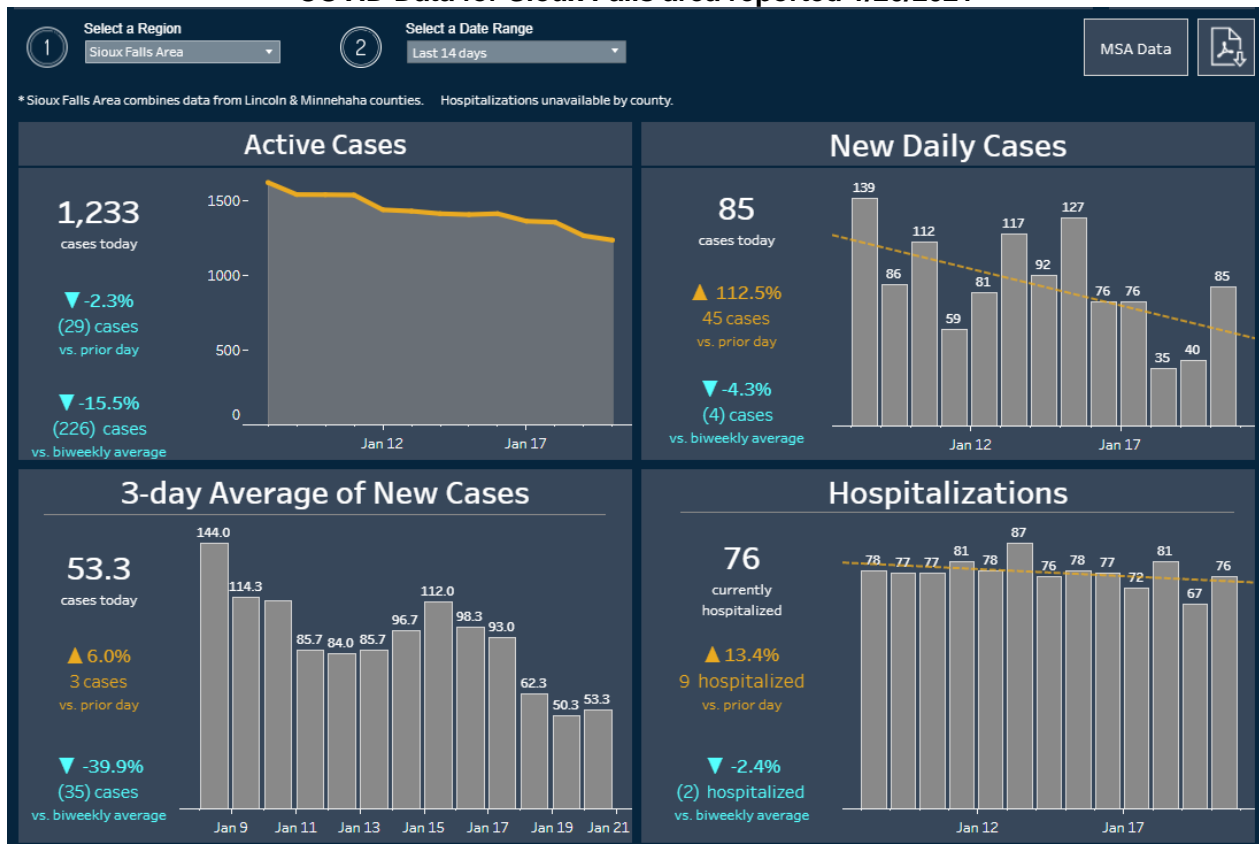 Select a Region
Select a Date Range
1
Sioux Falls Area
2
Last 14 days
MSA Data
* Sioux Falls Area combines data from Lincoln & Minnehaha counties. Hospitalizations unavailable by county.
Active Cases
1,233
cases today
▼ -2.3%
(29) cases
vs. prior day
▼ -15.5%
(226) cases
vs. biweekly average
1500
1000
500
0
Jan 12 Jan 17
New Daily Cases
85
cases today
▲ 112.5%
45 cases
vs. prior day
▼ -4.3%
(4) cases
vs. biweekly average
139 86 112 59 81 117 92 127 76 76 35 40 85
Jan 12 Jan 17
3-day Average of New Cases
53.3
cases today
▲ 6.0%
3 cases
vs. prior day
▼ -39.9%
(35) cases
vs. biweekly average
144.0 114.3 85.7 84.0 85.7 96.7 112.0 98.3 93.0 62.3 50.3 53.3
Jan 9 Jan 11 Jan 13 Jan 15 Jan 17 Jan 19 Jan 21
Hospitalizations
76
currently
hospitalized
▲ 13.4%
9 hospitalized
vs. prior day
▼ -2.4%
(2) hospitalized
vs. biweekly average
78 77 77 81 78 87 76 78 77 72 81 67 76
Jan 12 Jan 17